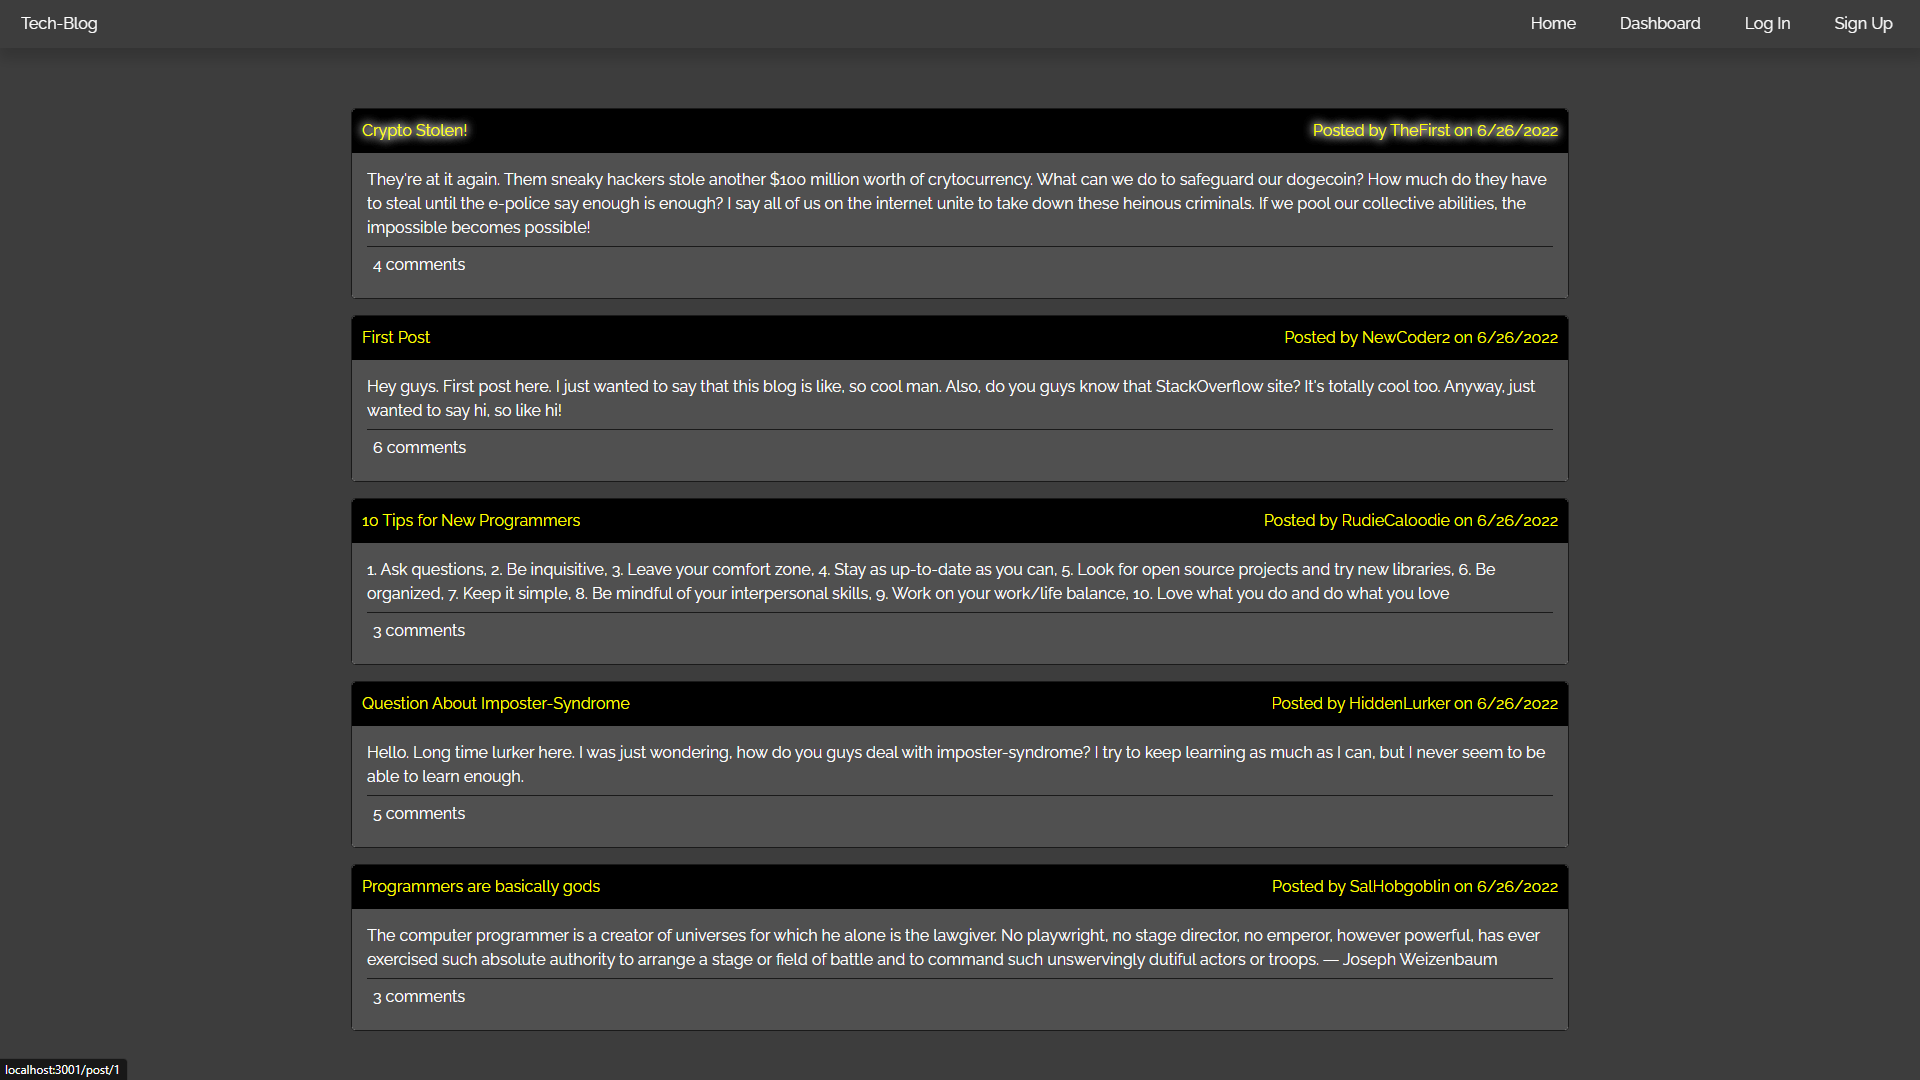 Tech-Blog
Home
Dashboard
Log In
Sign Up
Crypto Stolen!
Posted by TheFirst on 6/26/2022
They're at it again. Them sneaky hackers stole another $100 million worth of crytocurrency. What can we do to safeguard our dogecoin? How much do they have
to steal until the e-police say enough is enough? I say all of us on the internet unite to take down these heinous criminals. If we pool our collective abilities, the
impossible becomes possible!
4 comments
First Post
Posted by NewCoder2 on 6/26/2022
Hey guys. First post here. I just wanted to say that this blog is like, so cool man. Also, do you guys know that StackOverflow site? It's totally cool too. Anyway, just
wanted to say hi, so like hi!
6 comments
10 Tips for New Programmers
Posted by RudieCaloodie on 6/26/2022
1. Ask questions, 2. Be inquisitive, 3. Leave your comfort zone, 4. Stay as up-to-date as you can, 5. Look for open source projects and try new libraries, 6. Be
organized, 7. Keep it simple, 8. Be mindful of your interpersonal skills, 9. Work on your work/life balance, 10. Love what you do and do what you love
3 comments
Question About Imposter-Syndrome
Posted by HiddenLurker on 6/26/2022
Hello. Long time lurker here. I was just wondering, how do you guys deal with imposter-syndrome? I try to keep learning as much as I can, but I never seem to be
able to learn enough.
5 comments
Programmers are basically gods
Posted by SalHobgoblin on 6/26/2022
The computer programmer is a creator of universes for which he alone is the lawgiver. No playwright, no stage director, no emperor, however powerful, has ever
exercised such absolute authority to arrange a stage or field of battle and to command such unswervingly dutiful actors or troops. — Joseph Weizenbaum
3 comments
localhost:3001/post/1